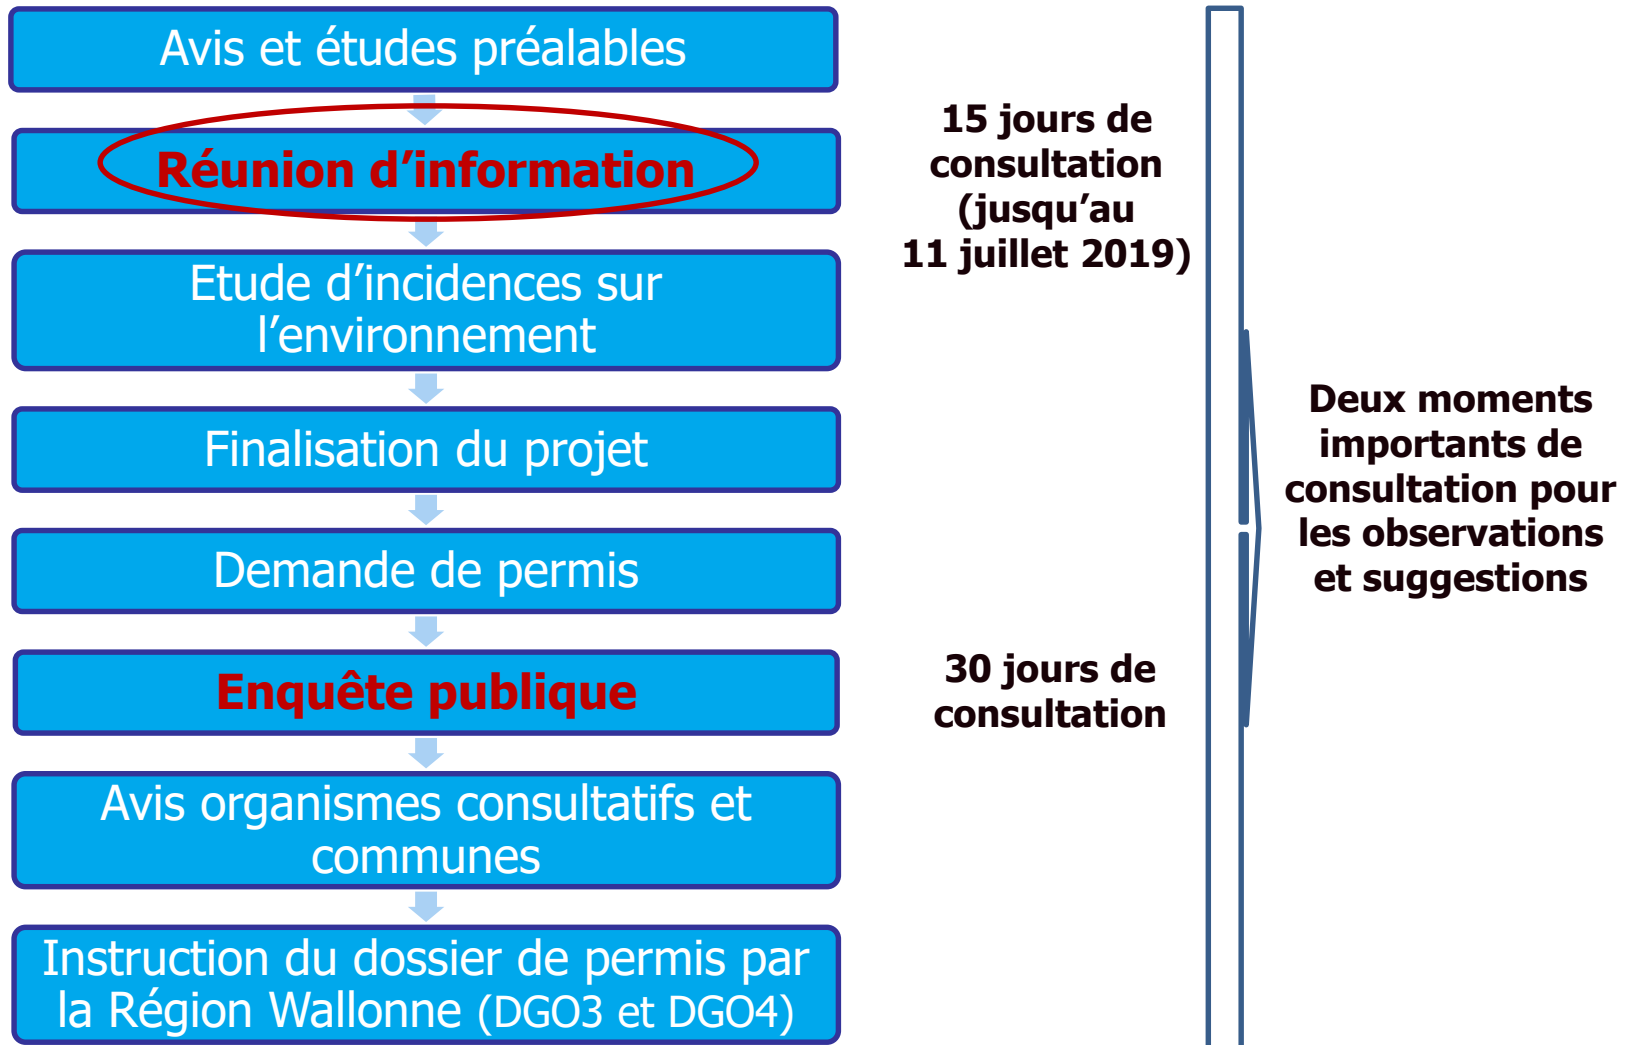 Avis et études préalables
Réunion d’information
15 jours de
consultation
(jusqu’au
11 juillet 2019)
Etude d’incidences sur
l’environnement
Finalisation du projet
Deux moments
importants de
consultation pour
les observations
et suggestions
Demande de permis
Enquête publique
30 jours de
consultation
Avis organismes consultatifs et
communes
Instruction du dossier de permis par
la Région Wallonne (DGO3 et DGO4)